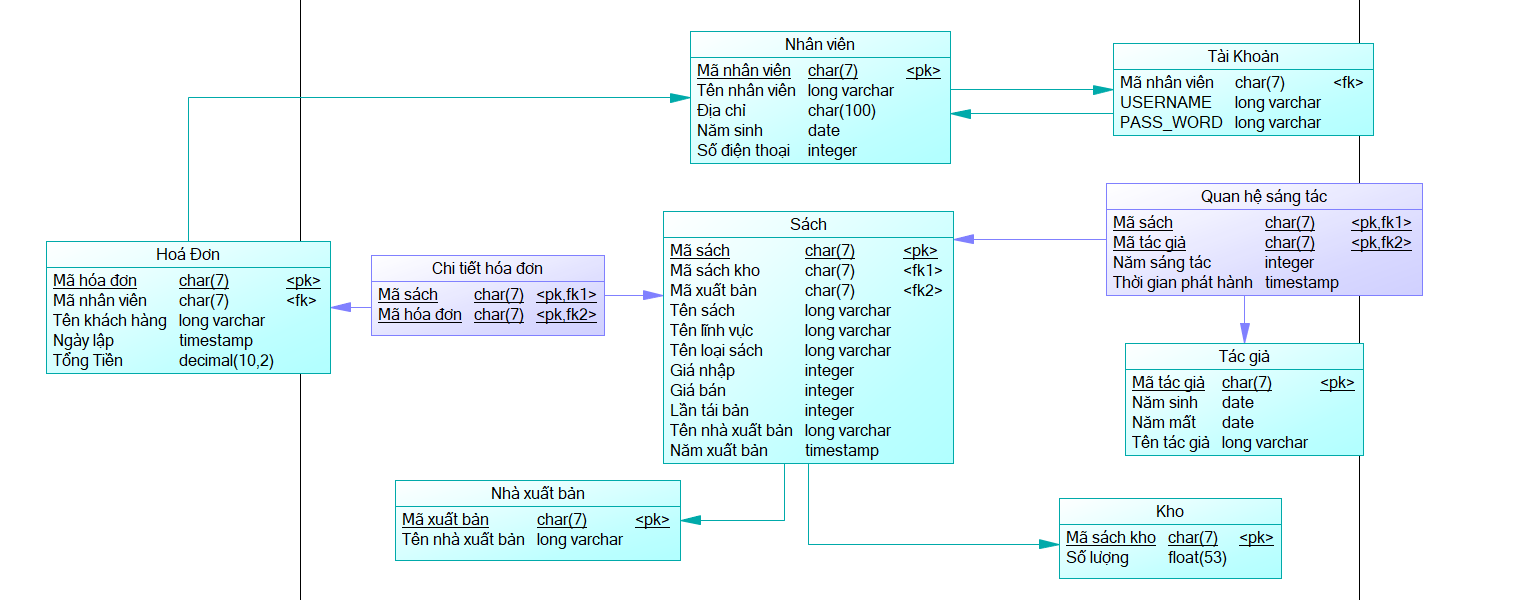 Nhân viên
Mã nhân viên char(7) <pk>
Tên nhân viên long varchar
Địa chỉ char(100)
Năm sinh date
Số điện thoại integer
Tài Khoản
Mã nhân viên char(7) <fk>
USERNAME long varchar
PASS_WORD long varchar
Quan hệ sáng tác
Mã sách char(7) <pk,fk1>
Mã tác giả char(7) <pk,fk2>
Năm sáng tác integer
Thời gian phát hành timestamp
Hoá Đơn
Mã hóa đơn char(7) <pk>
Mã nhân viên char(7) <fk>
Tên khách hàng long varchar
Ngày lập timestamp
Tổng Tiền decimal(10,2)
Chi tiết hóa đơn
Mã sách char(7) <pk,fk1>
Mã hóa đơn char(7) <pk,fk2>
Sách
Mã sách char(7) <pk>
Mã sách kho char(7) <fk1>
Mã xuất bản char(7) <fk2>
Tên sách long varchar
Tên lĩnh vực long varchar
Tên loại sách long varchar
Giá nhập integer
Giá bán integer
Lần tái bản integer
Tên nhà xuất bản long varchar
Năm xuất bản timestamp
Tác giả
Mã tác giả char(7) <pk>
Năm sinh date
Năm mất date
Tên tác giả long varchar
Nhà xuất bản
Mã xuất bản char(7) <pk>
Tên nhà xuất bản long varchar
Kho
Mã sách kho char(7) <pk>
Số lượng float(53)